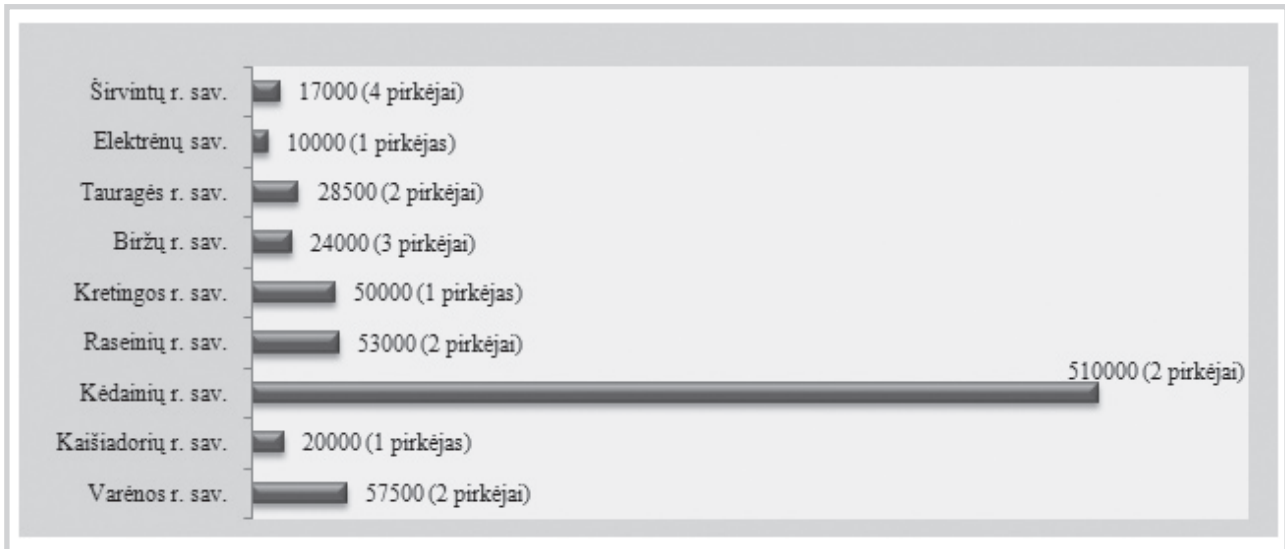 Širvintų r. sav. 17000 (4 pirkėjai)
Elektrėnų sav. 10000 (1 pirkėjas)
Tauragės r. sav. 28500 (2 pirkėjai)
Biržų r. sav. 24000 (3 pirkėjai)
Kretingos r. sav. 50000 (1 pirkėjas)
Raseinių r. sav. 53000 (2 pirkėjai)
Kėdainių r. sav. 510000 (2 pirkėjai)
Kaišiadorių r. sav. 20000 (1 pirkėjas)
Varėnos r. sav. 57500 (2 pirkėjai)